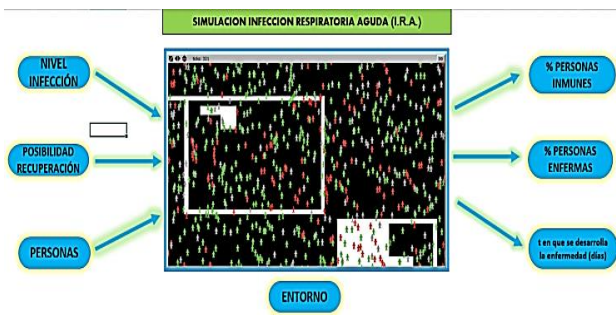 SIMULACION INFECCION RESPIRATORIA AGUDA (I.R.A.)
NIVEL
INFECCIÓN
POSIBILIDAD
RECUPERACIÓN
PERSONAS
% PERSONAS
INMUNES
% PERSONAS
ENFERMAS
t en que se desarrolla
la enfermedad (días)
ENTORNO